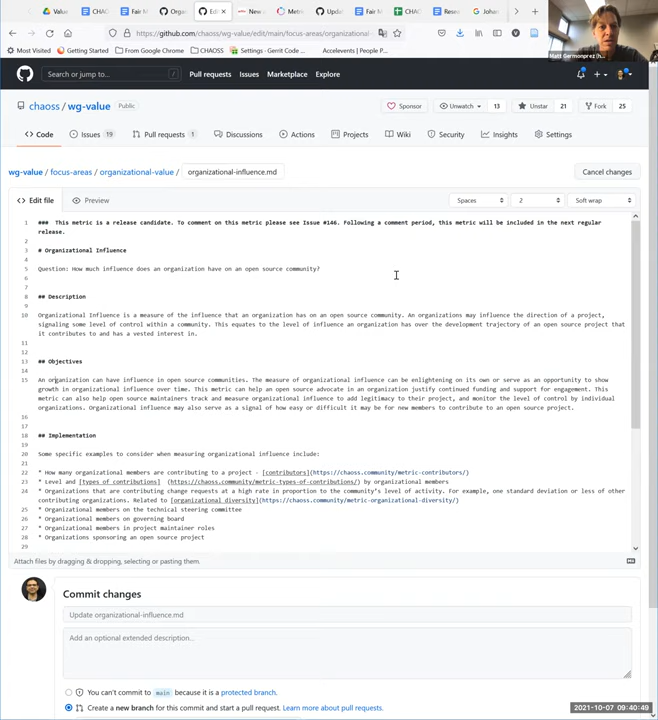 Value
CHAO
Fair M
Organ
Edit
New
Metric
Updat
Fair M
CHAC
Resea
Johan
https://github.com/chaoss/wg-value/edit/main/focus-areas/organizational-
Most Visited
Getting Started
From Google Chrome
CHAOSS
Settings - Gerrit Code ...
Accelevents | People P...
Matt Germonprez (h...
Search or jump to...
/
Pull requests
Issues
Marketplace
Explore
chaoss / wg-value
Public
Sponsor
Unwatch
13
Unstar
21
Fork
25
Code
Issues 19
Pull requests 1
Discussions
Actions
Projects
Wiki
Security
Insights
Settings
wg-value / focus-areas / organizational-value / organizational-influence.md
Cancel changes
Edit file
Preview
Spaces
2
Soft wrap
1 ### This metric is a release candidate. To comment on this metric please see Issue #146. Following a comment period, this metric will be included in the next regular
release.
2
3 # Organizational Influence
4
5 Question: How much influence does an organization have on an open source community?
6
7
8 ## Description
9
10 Organizational Influence is a measure of the influence that an organization has on an open source community. An organizations may influence the direction of a project,
signaling some level of control within a community. This equates to the level of influence an organization has over the development trajectory of an open source project that
it contributes to and has a vested interest in.
11
12
13 ## Objectives
14
15 An organization can have influence in open source communities. The measure of organizational influence can be enlightening on its own or serve as an opportunity to show
growth in organizational influence over time. This metric can help an open source advocate in an organization justify continued funding and support for engagement. This
metric can also help open source maintainers track and measure organizational influence to add legitimacy to their project, and monitor the level of control by individual
organizations. Organizational influence may also serve as a signal of how easy or difficult it may be for new members to contribute to an open source project.
16
17
18 ## Implementation
19
20 Some specific examples to consider when measuring organizational influence include:
21
22 * How many organizational members are contributing to a project - [contributors](https://chaoss.community/metric-contributors/)
23 * Level and [types of contributions] (https://chaoss.community/metric-types-of-contributions/) by organizational members
24 * Organizations that are contributing change requests at a high rate in proportion to the community's level of activity. For example, one standard deviation or less of other
contributing organizations. Related to [organizational diversity](https://chaoss.community/metric-organizational-diversity/)
25 * Organizational members on the technical steering committee
26 * Organizational members on governing board
27 * Organizational members in project maintainer roles
28 * Organizations sponsoring an open source project
29
Attach files by dragging & dropping, selecting or pasting them.
Commit changes
Update organizational-influence.md
Add an optional extended description...
You can't commit to main because it is a protected branch.
Create a new branch for this commit and start a pull request. Learn more about pull requests.
2021-10-07 09:40:49